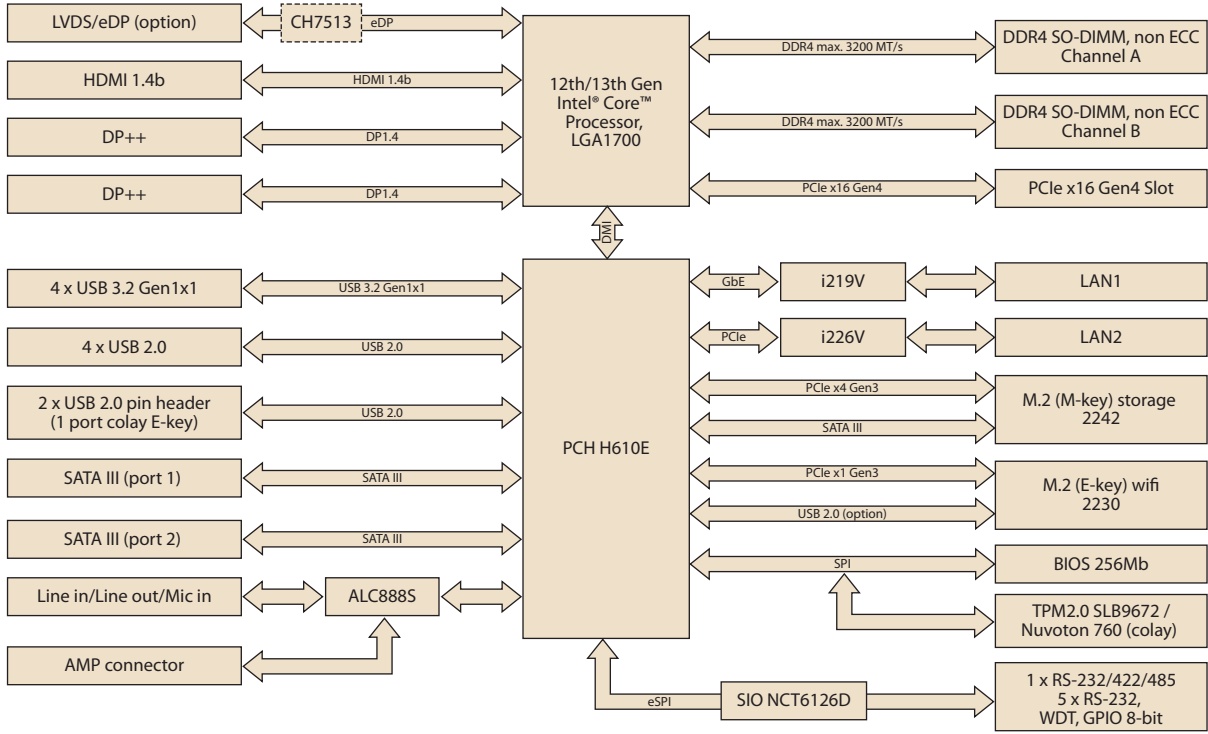 LVDS/eDP (option)
CH7513
eDP
HDMI 1.4b
HDMI 1.4b
DP++
DP1.4
DP++
DP1.4
12th/13th Gen
Intel® Core™
Processor,
LGA1700
DDR4 max. 3200 MT/s
DDR4 SO-DIMM, non ECC
Channel A
DDR4 max. 3200 MT/s
DDR4 SO-DIMM, non ECC
Channel B
PCIe x16 Gen4
PCIe x16 Gen4 Slot
DMI
4 x USB 3.2 Gen1x1
USB 3.2 Gen1x1
4 x USB 2.0
USB 2.0
2 x USB 2.0 pin header
(1 port colay E-key)
USB 2.0
SATA III (port 1)
SATA III
SATA III (port 2)
SATA III
Line in/Line out/Mic in
ALC888S
AMP connector
PCH H610E
GbE
i219V
LAN1
PCIe
i226V
LAN2
PCIe x4 Gen3
SATA III
M.2 (M-key) storage
2242
PCIe x1 Gen3
USB 2.0 (option)
M.2 (E-key) wifi
2230
SPI
BIOS 256Mb
TPM2.0 SLB9672 /
Nuvoton 760 (colay)
eSPI
SIO NCT6126D
1 x RS-232/422/485
5 x RS-232,
WDT, GPIO 8-bit